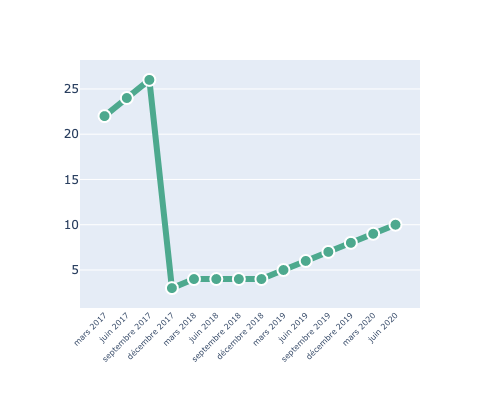 25
20
15
10
5
mars 2017
juin 2017
septembre 2017
décembre 2017
mars 2018
juin 2018
septembre 2018
décembre 2018
mars 2019
juin 2019
septembre 2019
décembre 2019
mars 2020
juin 2020